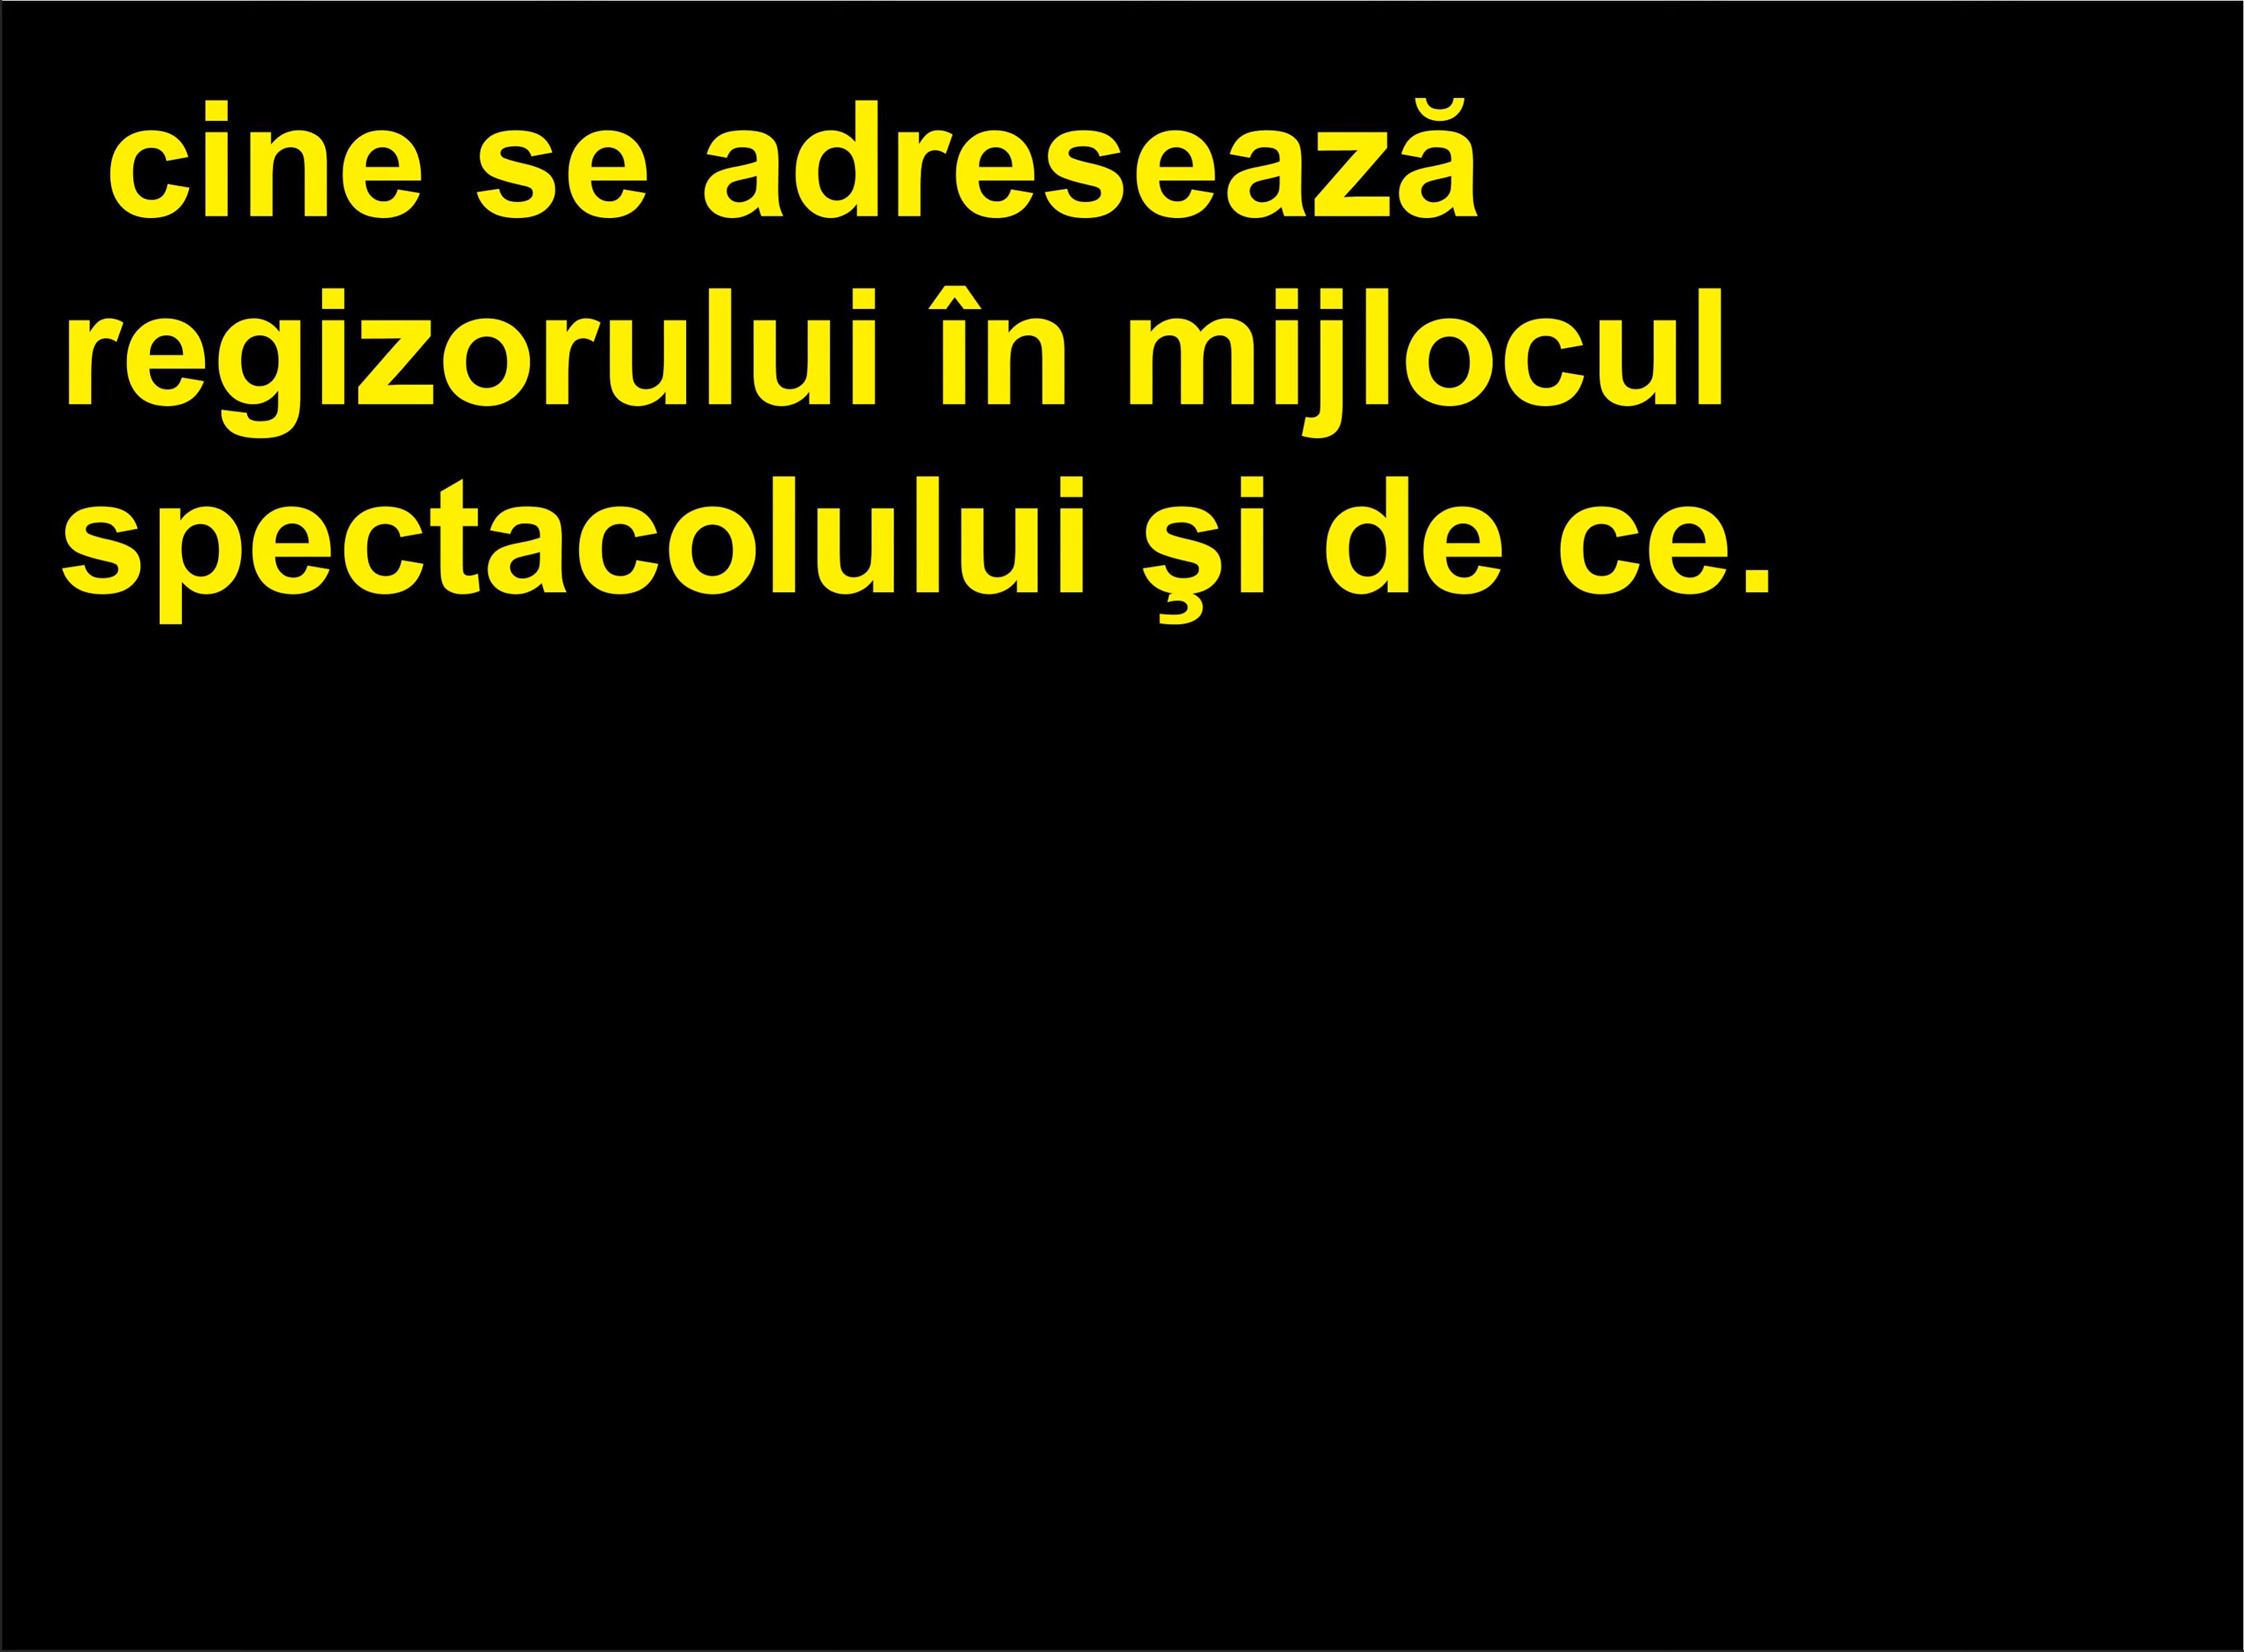 cine se adresează
regizorului în mijlocul
spectacolului şi de ce.